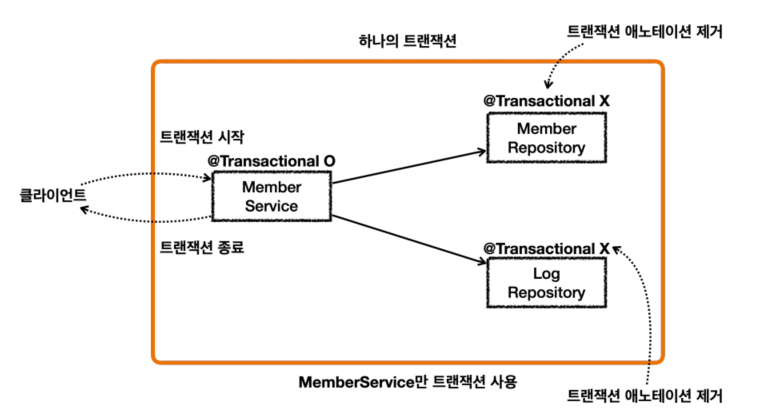 트랜잭션 애노테이션 제거
하나의 트랜잭션
@Transactional X
Member
Repository
트랜잭션 시작
@Transactional O
Member
Service
클라이언트
트랜잭션 종료
@Transactional X
Log
Repository
MemberService만 트랜잭션 사용
트랜잭션 애노테이션 제거